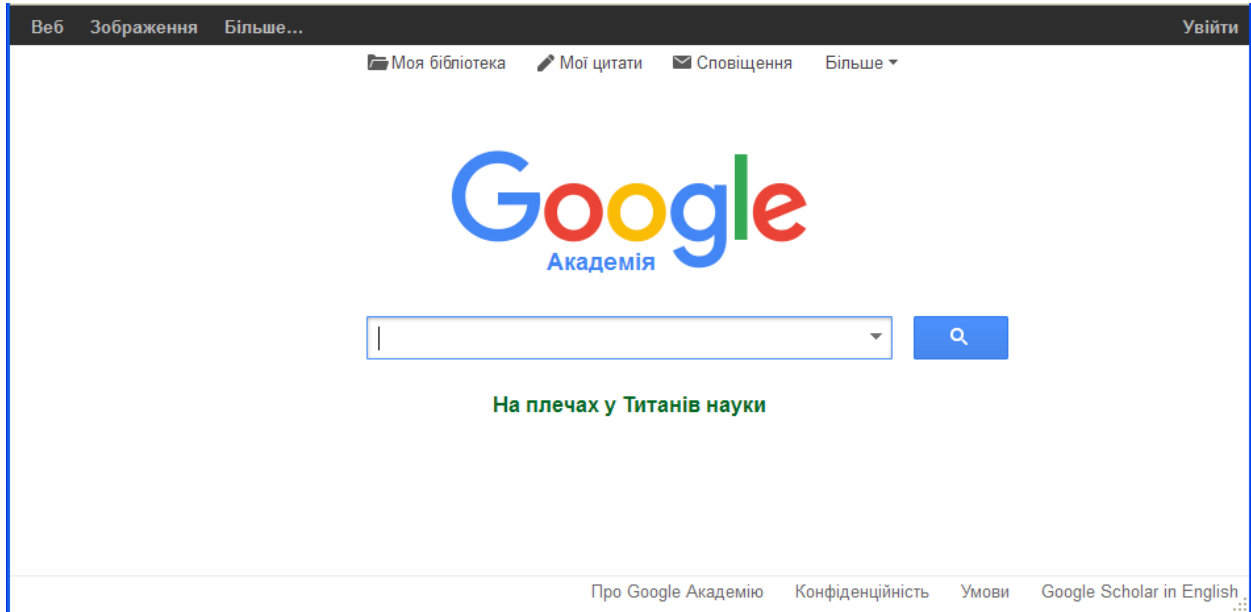 Веб Зображення Більше... Увійти
Моя бібліотека Мої цитати Сповіщення Більше
Google
Академія
На плечах у Титанів науки
Про Google Академію Конфіденційність Умови Google Scholar in English